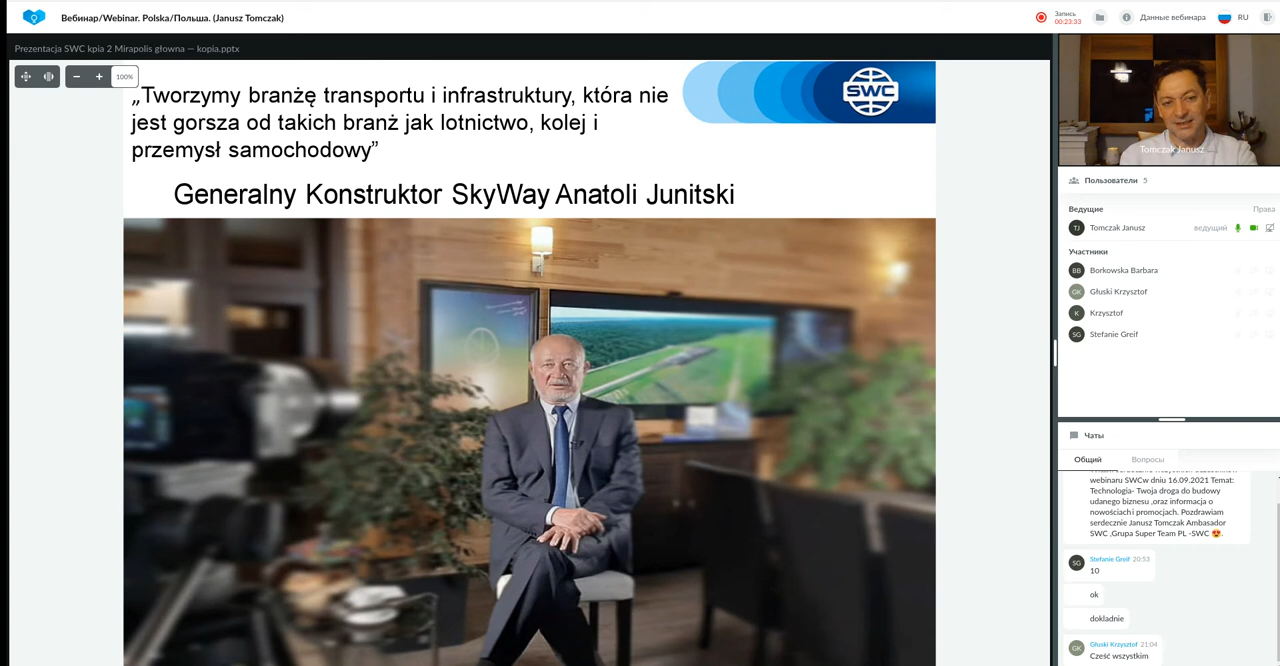 Вебинар/Webinar. Polska/Польша. (Janusz Tomczak)
Запись
00:23:33
Данные вебинара
RU
Prezentacja SWC kpia 2 Mirapolis głowna — kopia.pptx
100%
„Tworzymy branżę transportu i infrastruktury, która nie
jest gorsza od takich branż jak lotnictwo, kolej i
przemysł samochodowy”
SWC
Generalny Konstruktor SkyWay Anatoli Junitski
Tomczak Janusz
Пользователи 5
Ведущие Права
TJ Tomczak Janusz ведущий
Участники
BB Borkowska Barbara
GK Głuski Krzysztof
K Krzysztof
SG Stefanie Greif
Чаты
Общий Вопросы
webinaru SWCw dniu 16.09.2021 Temat:
Technologia- Twoja droga do budowy
udanego biznesu ,oraz informacja o
nowościach i promocjach. Pozdrawiam
serdecznie Janusz Tomczak Ambasador
SWC ,Grupa Super Team PL -SWC 😍.
SG Stefanie Greif 20:53
10
ok
dokladnie
GK Głuski Krzysztof 21:04
Cześć wszystkim